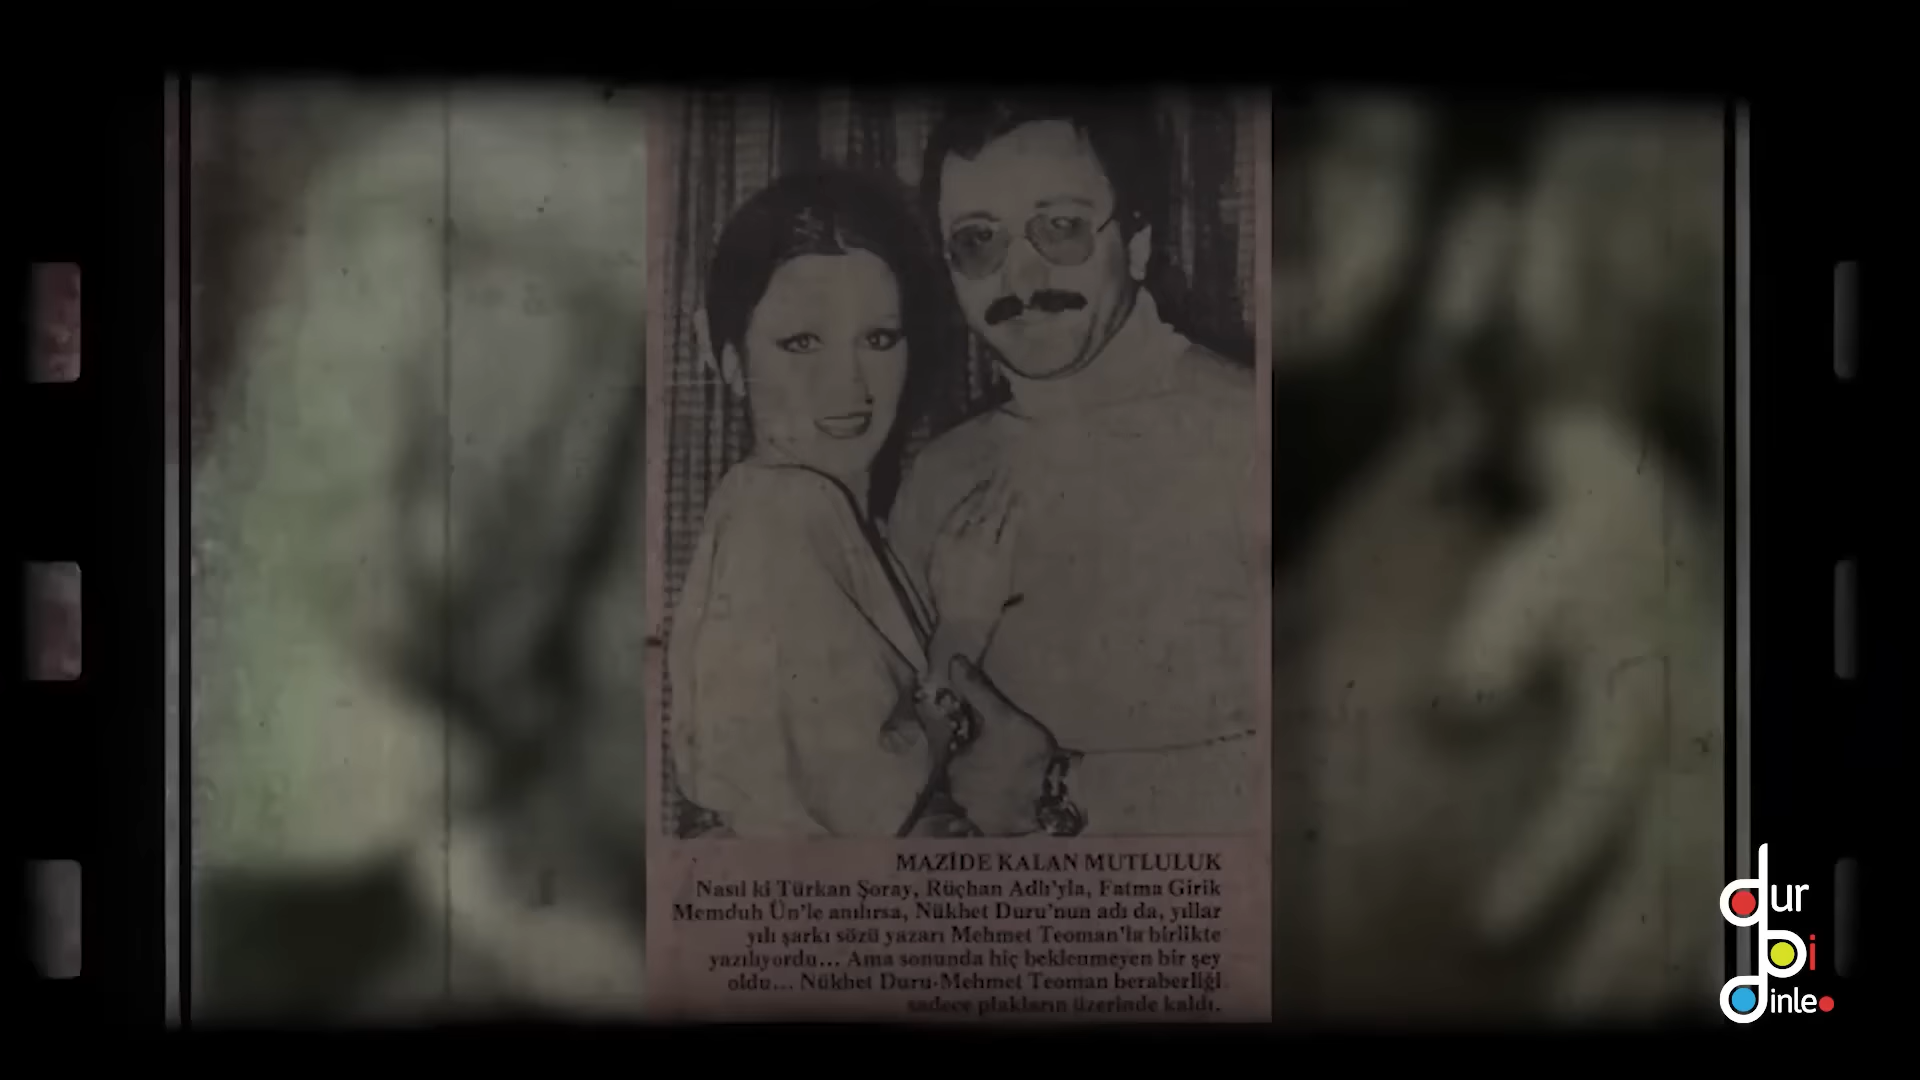 MAZİDE KALAN MUTLULUK
Nasıl ki Türkan Şoray, Rüçhan Adlı'yla, Fatma Girik
Memduh Ün'le anılırsa, Nükhet Duru'nun adı da, yıllar
yılı şarkı sözü yazarı Mehmet Teoman'la birlikte
yazılıyordu... Ama sonunda hiç beklenmeyen bir şey
oldu... Nükhet Duru-Mehmet Teoman beraberliği
sadece plakların üzerinde kaldı.
dur
bi
dinle